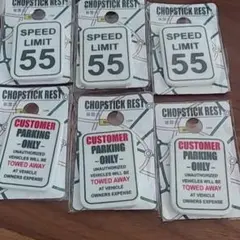 CHOPSTICK REST
SPEED
LIMIT
55
SPEED
LIMIT
55
CHOPSTICK REST
SPEED
LIMIT
55
CHOPSTICK REST
CUSTOMER
PARKING
-ONLY-
UNAUTHORIZED
VEHICLES WILL BE
TOWED AWAY
AT VEHICLE
OWNERS EXPENSE
CHOPSTICK REST
CUSTOMER
PARKING
-ONLY-
UNAUTHORIZED
VEHICLES WILL BE
TOWED AWAY
AT VEHICLE
OWNERS EXPENSE
CHOPSTICK REST
CUSTOMER
PARKING
-ONLY-
UNAUTHORIZED
VEHICLES WILL BE
TOWED AWAY
AT VEHICLE
OWNERS EXPENSE